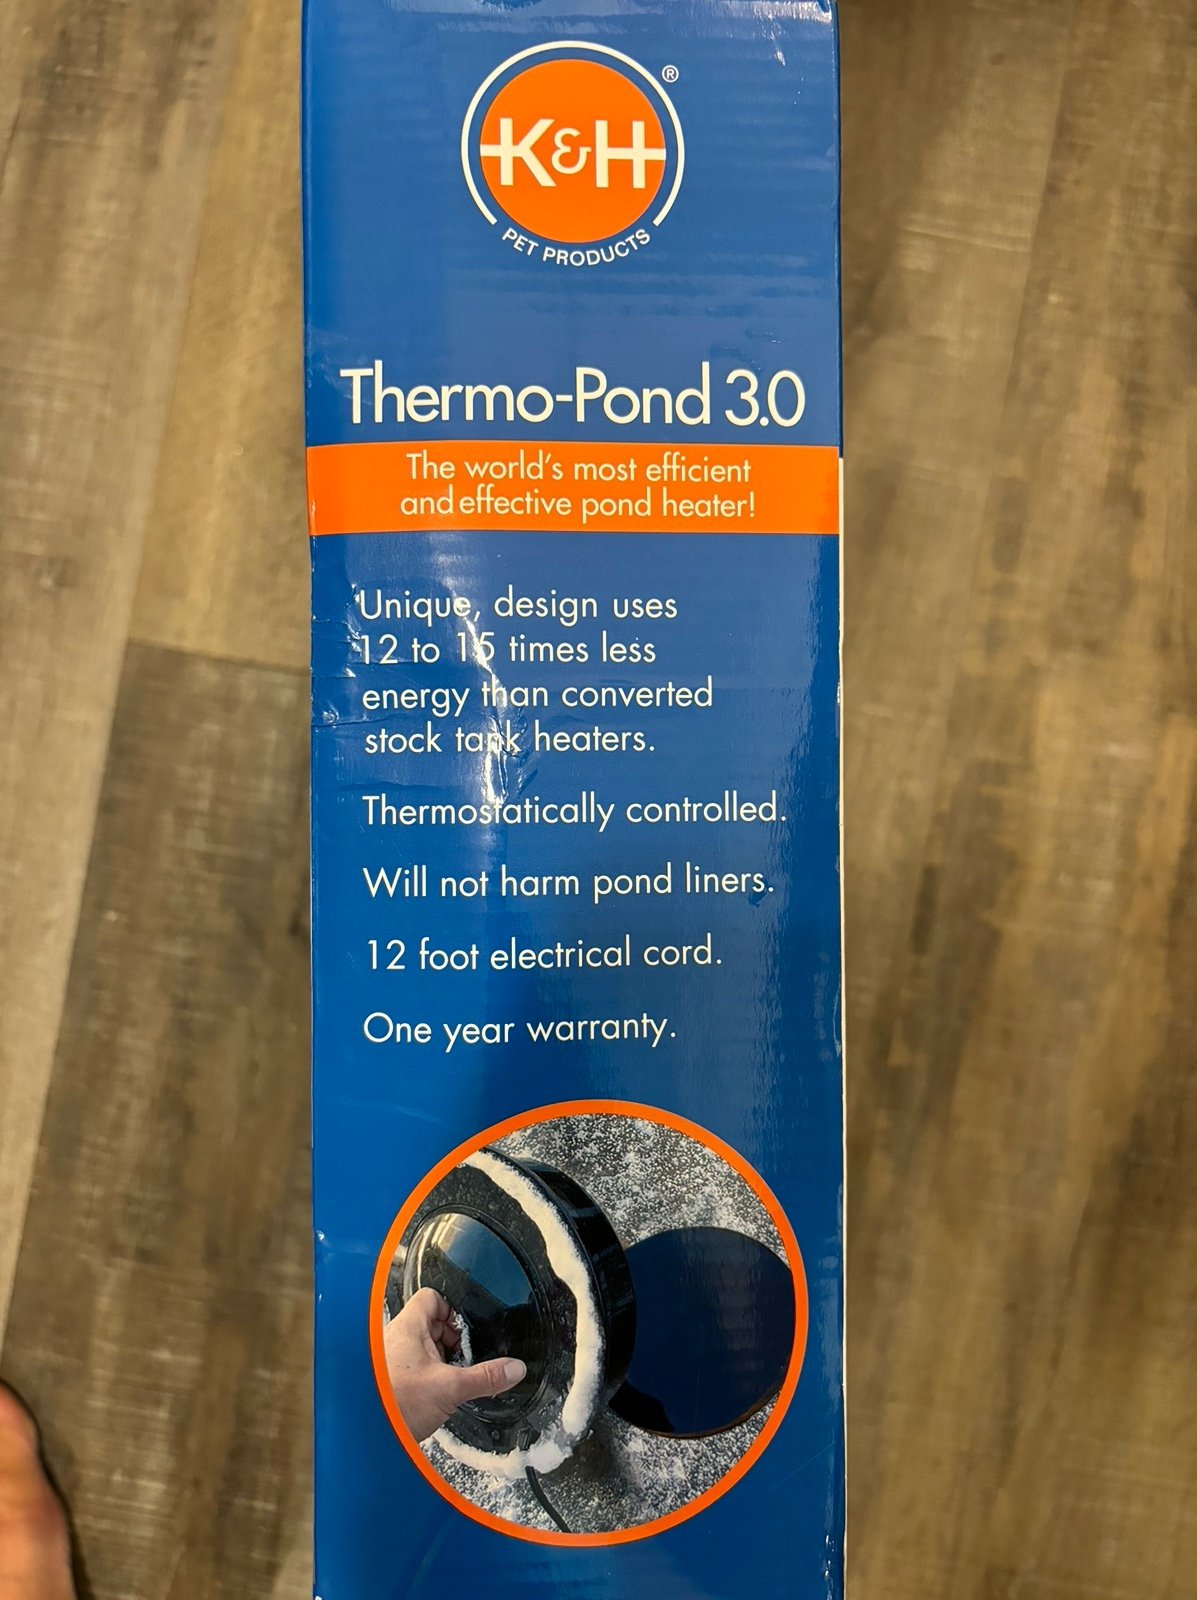 K&H
®
PET PRODUCTS
Thermo-Pond 3.0
The world's most efficient
and effective pond heater!
Unique, design uses
12 to 15 times less
energy than converted
stock tank heaters.
Thermostatically controlled.
Will not harm pond liners.
12 foot electrical cord.
One year warranty.